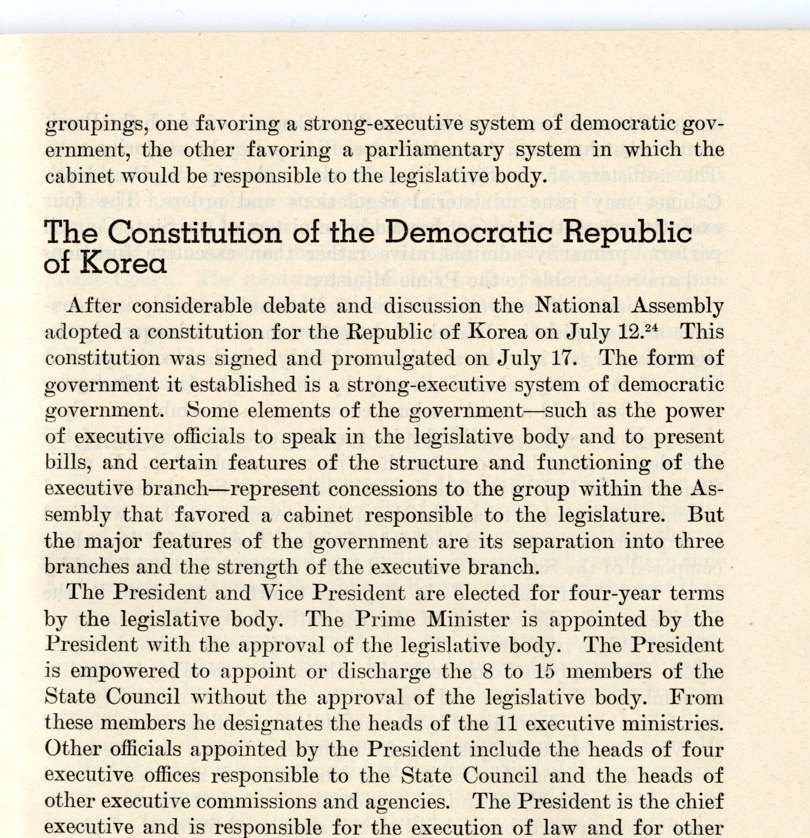 groupings, one favoring a strong-executive system of democratic gov-
ernment, the other favoring a parliamentary system in which the
cabinet would be responsible to the legislative body.
The Constitution of the Democratic Republic
of Korea
After considerable debate and discussion the National Assembly
adopted a constitution for the Republic of Korea on July 12.²⁴ This
constitution was signed and promulgated on July 17. The form of
government it established is a strong-executive system of democratic
government. Some elements of the government—such as the power
of executive officials to speak in the legislative body and to present
bills, and certain features of the structure and functioning of the
executive branch—represent concessions to the group within the As-
sembly that favored a cabinet responsible to the legislature. But
the major features of the government are its separation into three
branches and the strength of the executive branch.
The President and Vice President are elected for four-year terms
by the legislative body. The Prime Minister is appointed by the
President with the approval of the legislative body. The President
is empowered to appoint or discharge the 8 to 15 members of the
State Council without the approval of the legislative body. From
these members he designates the heads of the 11 executive ministries.
Other officials appointed by the President include the heads of four
executive offices responsible to the State Council and the heads of
other executive commissions and agencies. The President is the chief
executive and is responsible for the execution of law and for other